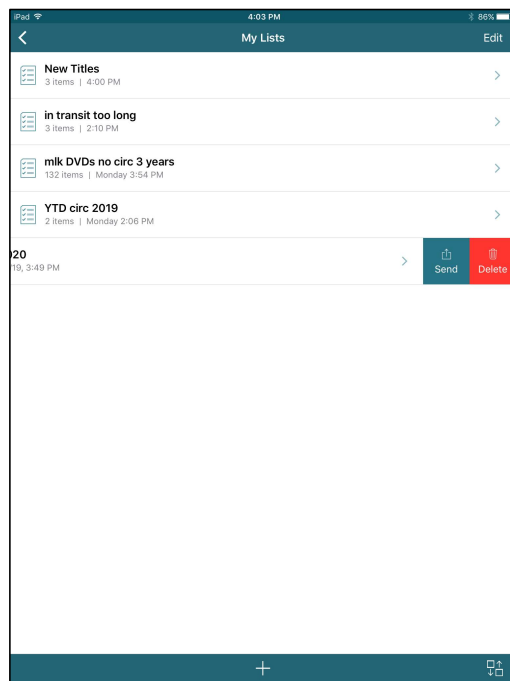 iPad 4:03 PM 86%
My Lists Edit
New Titles
3 items | 4:00 PM
in transit too long
3 items | 2:10 PM
mlk DVDs no circ 3 years
132 items | Monday 3:54 PM
YTD circ 2019
2 items | Monday 2:06 PM
020
/19, 3:49 PM
Send Delete